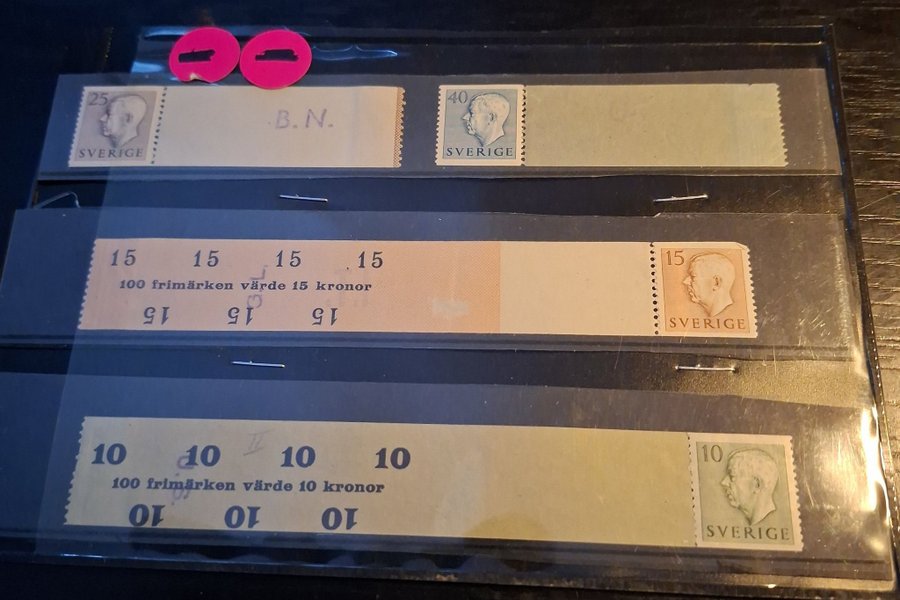 25
SVERIGE
B.N.
40
SVERIGE
15 15 15 15
100 frimärken värde 15 kronor
15 15 15
15
SVERIGE
10 10 10 10
II
100 frimärken värde 10 kronor
10 10 10
10
SVERIGE